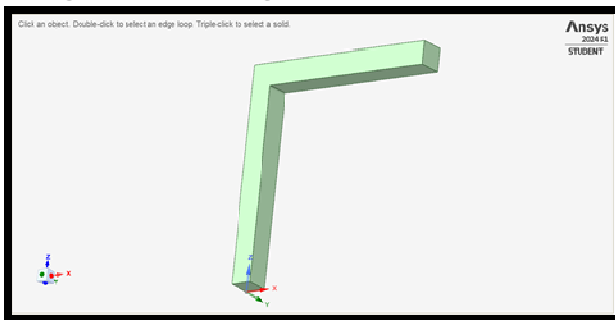 Click an object. Double-click to select an edge loop. Triple-click to select a solid.
Ansys
2024 R1
STUDENT
Z
X
Y
Z
X
Y